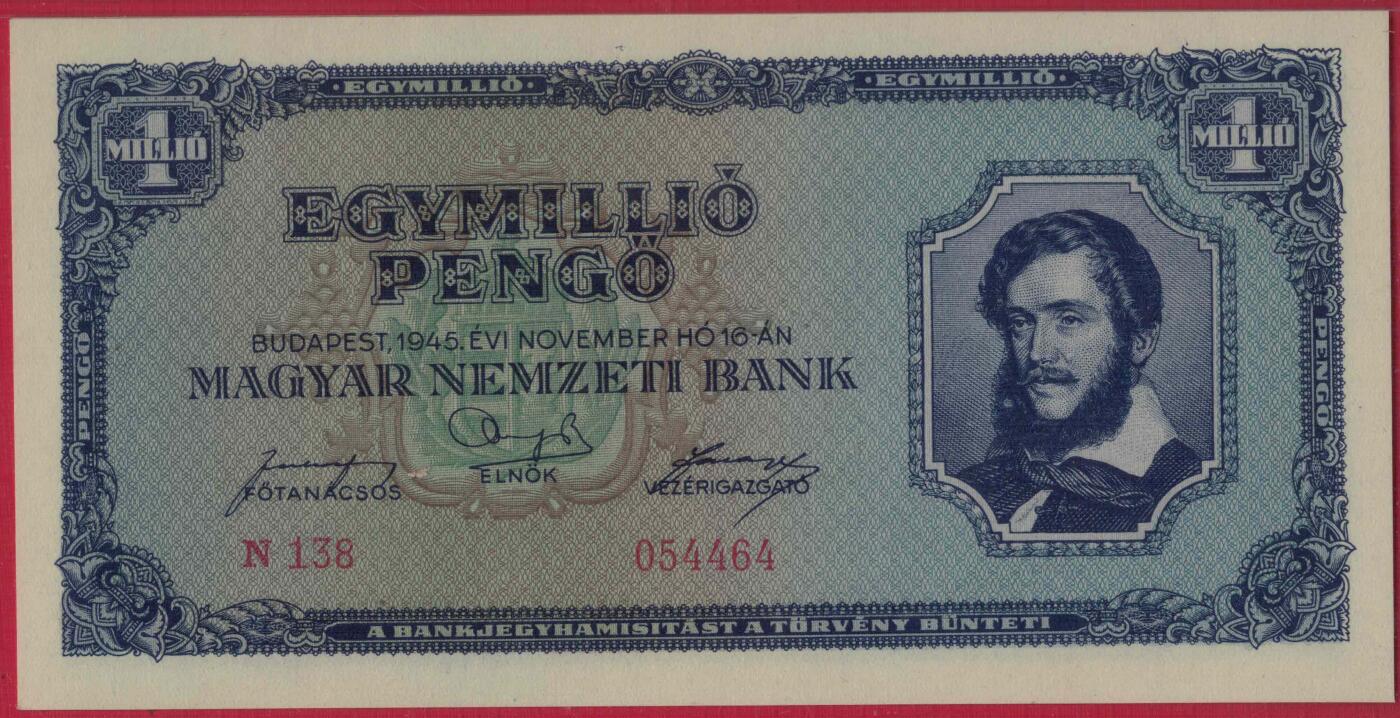 ·EGYMILLIÓ· ·EGYMILLIÓ·
1 MILLIÓ 1 MILLIÓ
EGYMILLIÓ
PENGŐ
BUDAPEST, 1945. ÉVI NOVEMBER HÓ 16-ÁN
MAGYAR NEMZETI BANK
FŐTANÁCSOS ELNÖK VEZÉRIGAZGATÓ
PENGŐ PENGŐ
N 138 054464
A BANKJEGYHAMISITÁST A TÖRVÉNY BÜNTETI